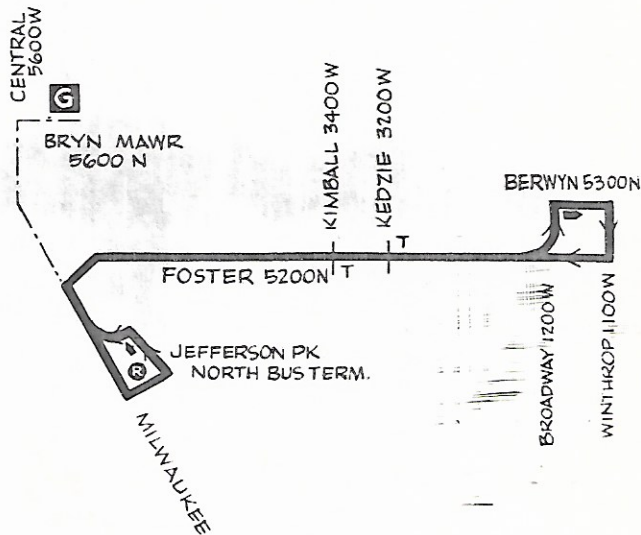 CENTRAL
5600W
G
BRYN MAWR
5600 N
KIMBALL 3400W
KEDZIE 3200W
BERWYN 5300N
T
FOSTER 5200N
T
JEFFERSON PK
NORTH BUS TERM.
R
BROADWAY 1200W
WINTHROP 1100W
MILWAUKEE